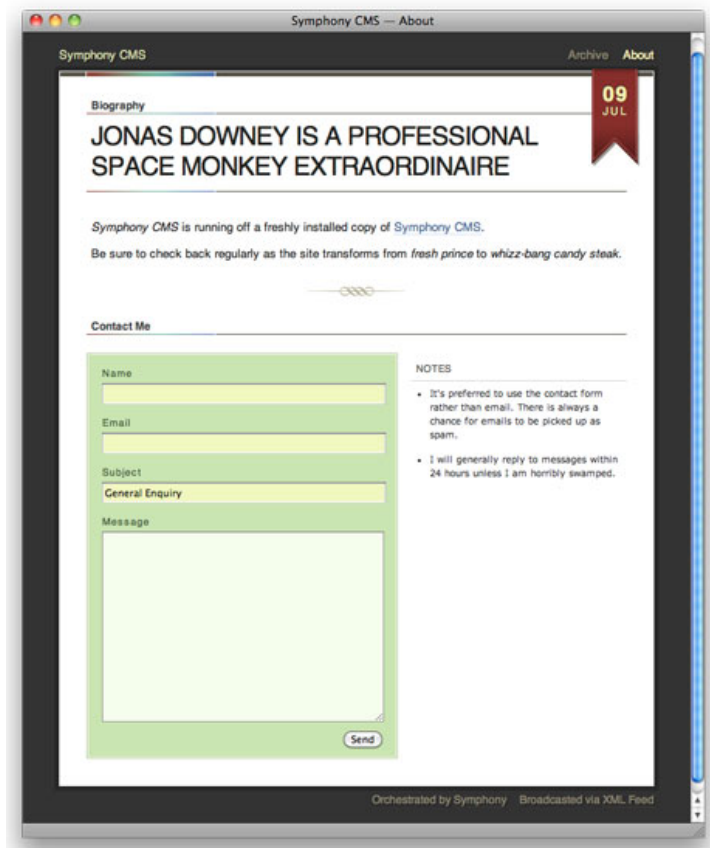 Symphony CMS — About
Symphony CMS
Archive About
09
JUL
Biography
JONAS DOWNEY IS A PROFESSIONAL
SPACE MONKEY EXTRAORDINAIRE
Symphony CMS is running off a freshly installed copy of Symphony CMS.
Be sure to check back regularly as the site transforms from fresh prince to whizz-bang candy steak.
Contact Me
Name
Email
Subject
General Enquiry
Message
Send
NOTES
• It's preferred to use the contact form
rather than email. There is always a
chance for emails to be picked up as
spam.
• I will generally reply to messages within
24 hours unless I am horribly swamped.
Orchestrated by Symphony Broadcasted via XML Feed